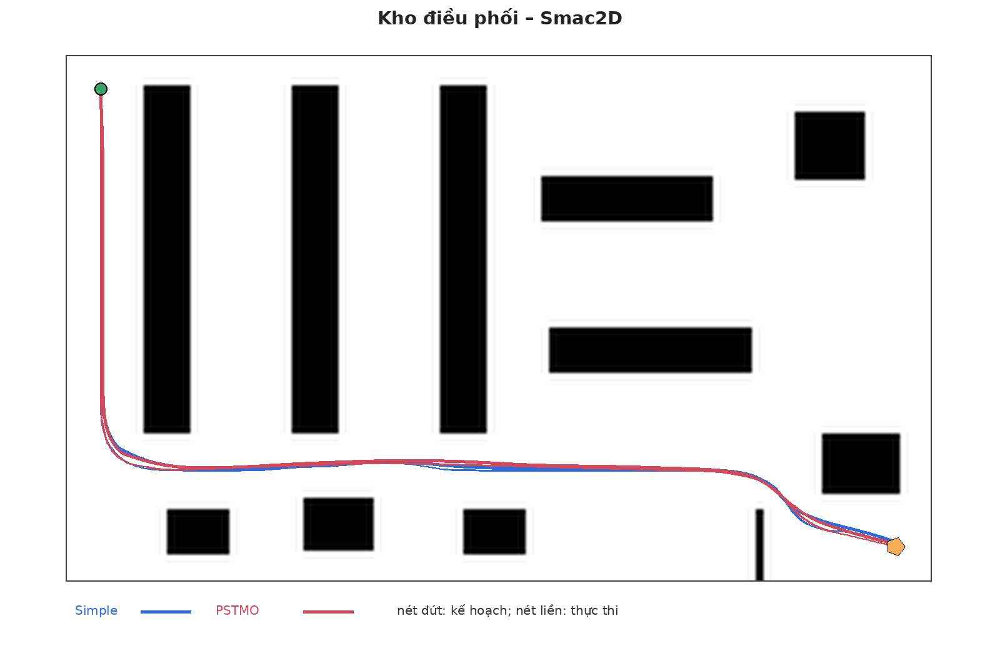 Kho điều phối – Smac2D
Simple PSTMO nét đứt: kế hoạch; nét liền: thực thi